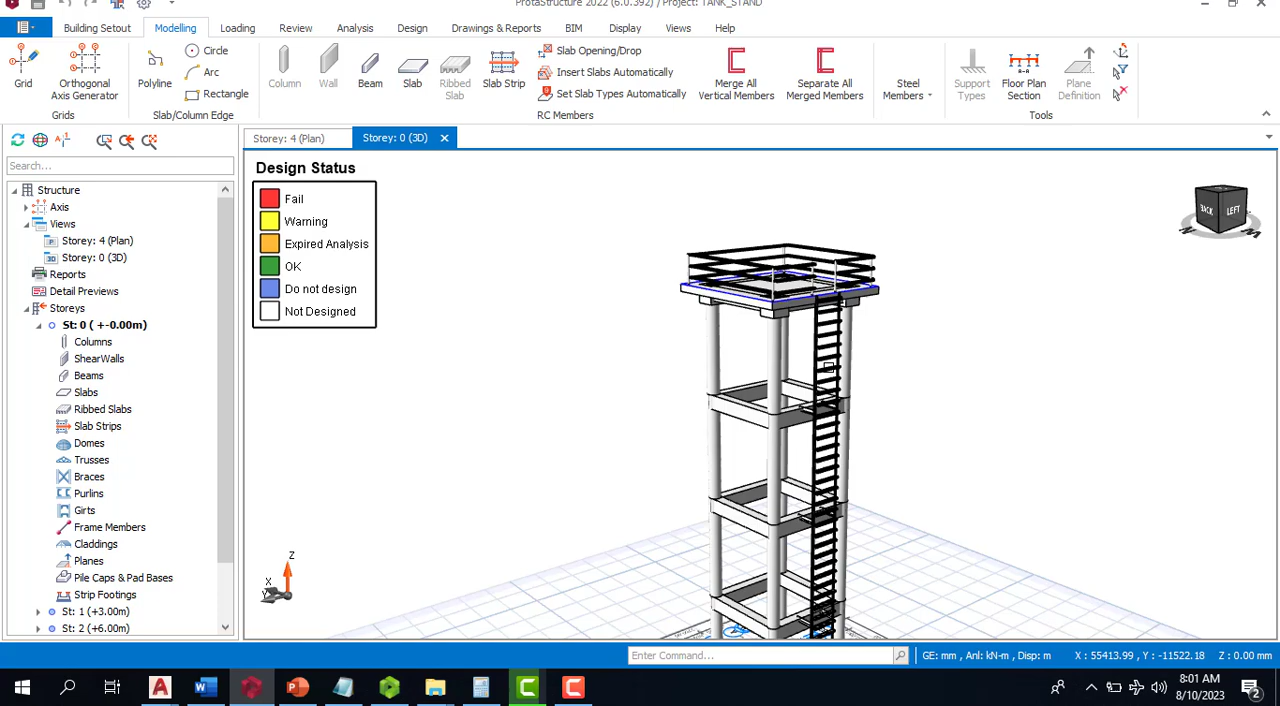 ProtaStructure 2022 (6.0.392) / Project: TANK_STAND
Building Setout
Modelling
Loading
Review
Analysis
Design
Drawings & Reports
BIM
Display
Views
Help
Grid
Orthogonal Axis Generator
Grids
Polyline
Circle
Arc
Rectangle
Slab/Column Edge
Column
Wall
Beam
Slab
Ribbed Slab
Slab Strip
Slab Opening/Drop
Insert Slabs Automatically
Set Slab Types Automatically
Merge All Vertical Members
Separate All Merged Members
RC Members
Steel Members
Support Types
Floor Plan Section
Plane Definition
Tools
Storey: 4 (Plan)
Storey: 0 (3D)
Search...
Structure
Axis
Views
Storey: 4 (Plan)
Storey: 0 (3D)
Reports
Detail Previews
Storeys
St: 0 ( +-0.00m)
Columns
ShearWalls
Beams
Slabs
Ribbed Slabs
Slab Strips
Domes
Trusses
Braces
Purlins
Girts
Frame Members
Claddings
Planes
Pile Caps & Pad Bases
Strip Footings
St: 1 (+3.00m)
St: 2 (+6.00m)
Design Status
Fail
Warning
Expired Analysis
OK
Do not design
Not Designed
BACK
LEFT
Z
X
Enter Command...
GE: mm , Anl: kN-m , Disp: m
X : 55413.99 , Y : -11522.18
Z : 0.00 mm
8:01 AM
8/10/2023
2